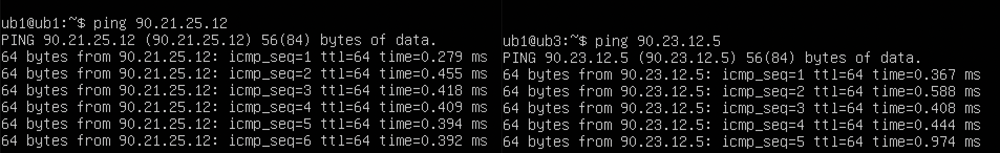 ub1@ub1:~$ ping 90.21.25.12
PING 90.21.25.12 (90.21.25.12) 56(84) bytes of data.
64 bytes from 90.21.25.12: icmp_seq=1 ttl=64 time=0.279 ms
64 bytes from 90.21.25.12: icmp_seq=2 ttl=64 time=0.455 ms
64 bytes from 90.21.25.12: icmp_seq=3 ttl=64 time=0.418 ms
64 bytes from 90.21.25.12: icmp_seq=4 ttl=64 time=0.409 ms
64 bytes from 90.21.25.12: icmp_seq=5 ttl=64 time=0.394 ms
64 bytes from 90.21.25.12: icmp_seq=6 ttl=64 time=0.392 ms
ub1@ub3:~$ ping 90.23.12.5
PING 90.23.12.5 (90.23.12.5) 56(84) bytes of data.
64 bytes from 90.23.12.5: icmp_seq=1 ttl=64 time=0.367 ms
64 bytes from 90.23.12.5: icmp_seq=2 ttl=64 time=0.588 ms
64 bytes from 90.23.12.5: icmp_seq=3 ttl=64 time=0.408 ms
64 bytes from 90.23.12.5: icmp_seq=4 ttl=64 time=0.444 ms
64 bytes from 90.23.12.5: icmp_seq=5 ttl=64 time=0.974 ms